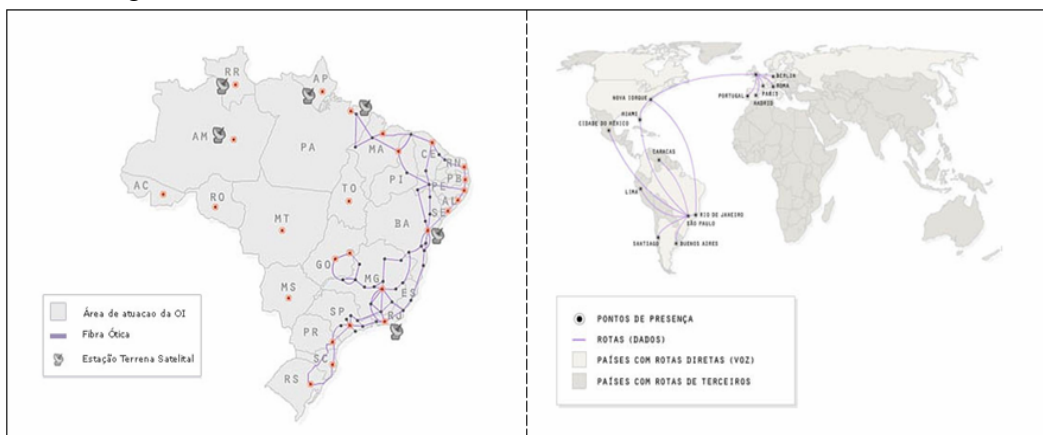 RR
AP
AM
PA
MA
CE
RN
PB
PE
PI
AL
SE
AC
RO
TO
BA
MT
GO
MG
ES
MS
SP
RJ
PR
SC
RS
Área de atuacao da OI
Fibra Ótica
Estação Terrena Satelital
BERLIN
ROMA
PARIS
PORTUGAL
MADRID
NOVA IORQUE
MIAMI
CIDADE DO MÉXICO
CARACAS
LIMA
RIO DE JANEIRO
SÃO PAULO
SANTIAGO
BUENOS AIRES
PONTOS DE PRESENÇA
ROTAS (DADOS)
PAÍSES COM ROTAS DIRETAS (VOZ)
PAÍSES COM ROTAS DE TERCEIROS